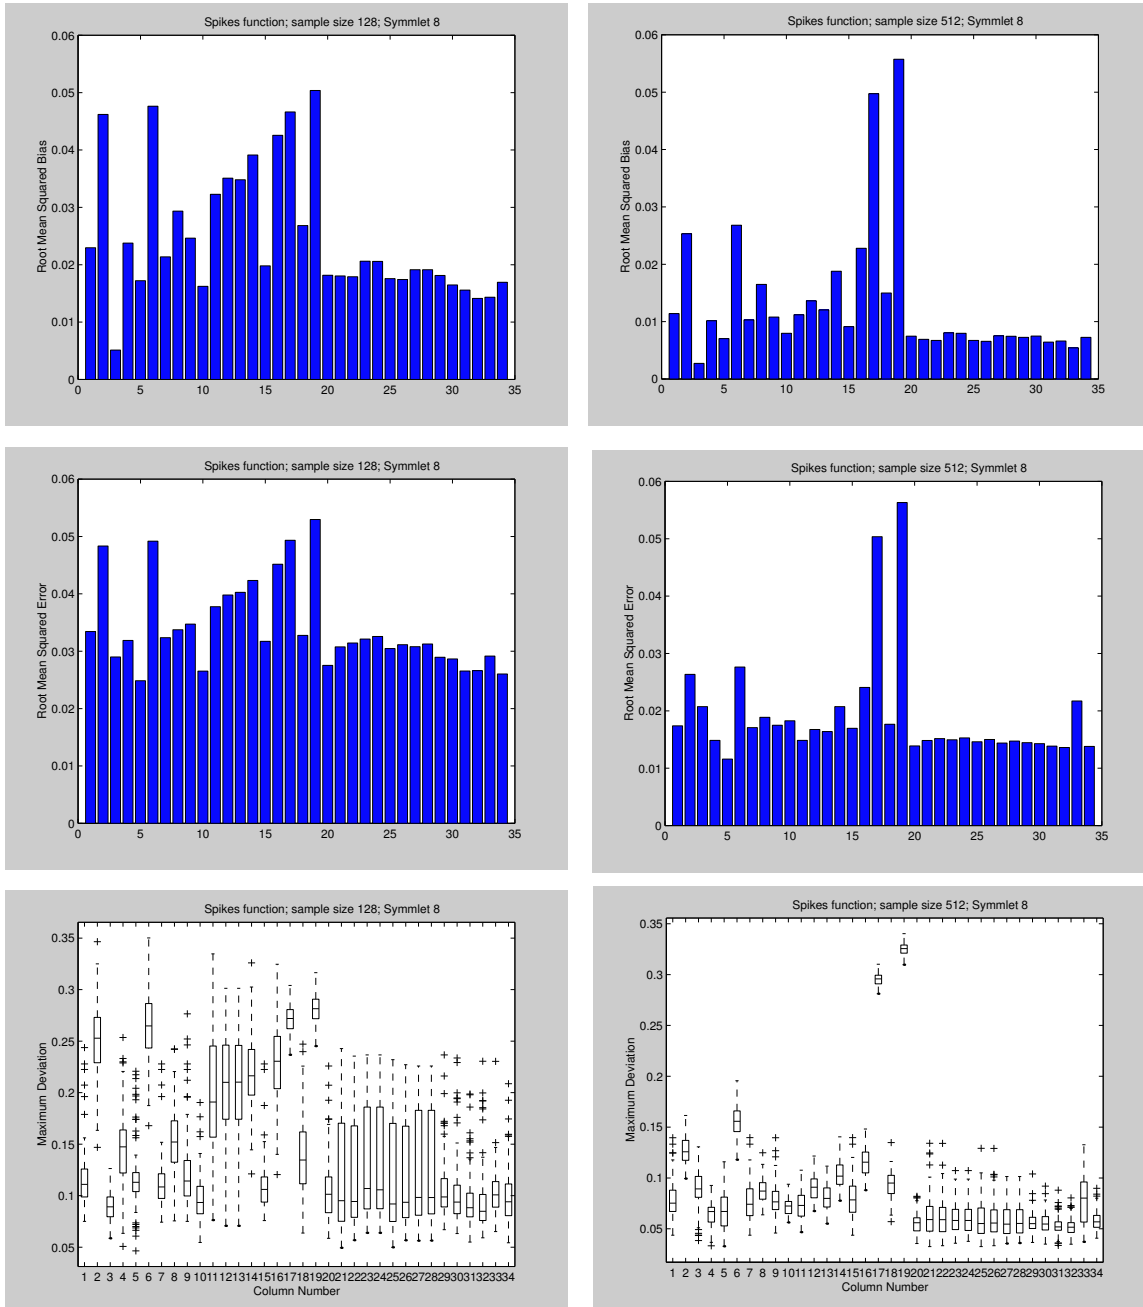 Spikes function; sample size 128; Symmlet 8
0.06
0.05
0.04
0.03
0.02
0.01
0
Root Mean Squared Bias
0 5 10 15 20 25 30 35
Spikes function; sample size 512; Symmlet 8
0.06
0.05
0.04
0.03
0.02
0.01
0
Root Mean Squared Bias
0 5 10 15 20 25 30 35
Spikes function; sample size 128; Symmlet 8
0.06
0.05
0.04
0.03
0.02
0.01
0
Root Mean Squared Error
0 5 10 15 20 25 30 35
Spikes function; sample size 512; Symmlet 8
0.06
0.05
0.04
0.03
0.02
0.01
0
Root Mean Squared Error
0 5 10 15 20 25 30 35
Spikes function; sample size 128; Symmlet 8
0.35
0.3
0.25
0.2
0.15
0.1
0.05
Maximum Deviation
1 2 3 4 5 6 7 8 9 10111213141516171819202122232425262728293031323334
Column Number
Spikes function; sample size 512; Symmlet 8
0.35
0.3
0.25
0.2
0.15
0.1
0.05
Maximum Deviation
1 2 3 4 5 6 7 8 9 10111213141516171819202122232425262728293031323334
Column Number